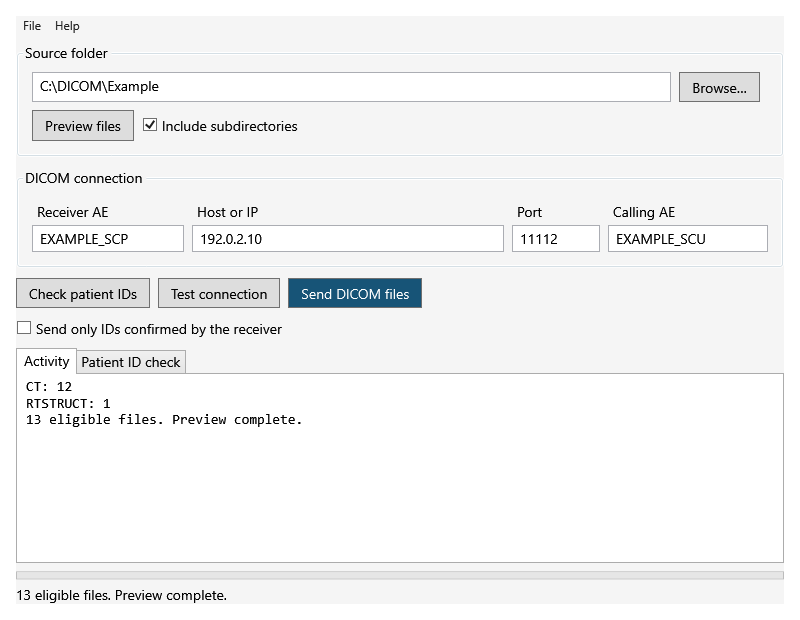 File Help
Source folder
C:\DICOM\Example
Browse...
Preview files Include subdirectories
DICOM connection
Receiver AE Host or IP Port Calling AE
EXAMPLE_SCP 192.0.2.10 11112 EXAMPLE_SCU
Check patient IDs Test connection Send DICOM files
Send only IDs confirmed by the receiver
Activity Patient ID check
CT: 12
RTSTRUCT: 1
13 eligible files. Preview complete.
13 eligible files. Preview complete.